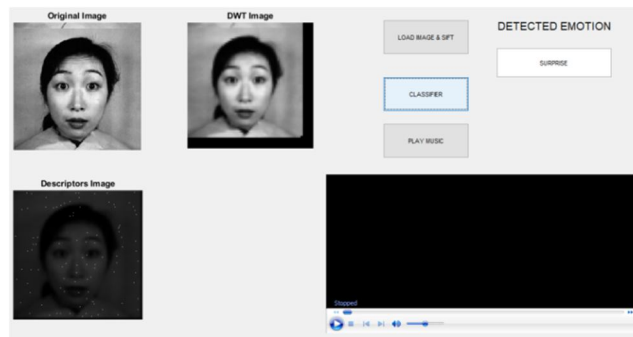 Original Image
DWT Image
LOAD IMAGE & SIFT
DETECTED EMOTION
SURPRISE
CLASSIFIER
PLAY MUSIC
Descriptors Image
Stopped